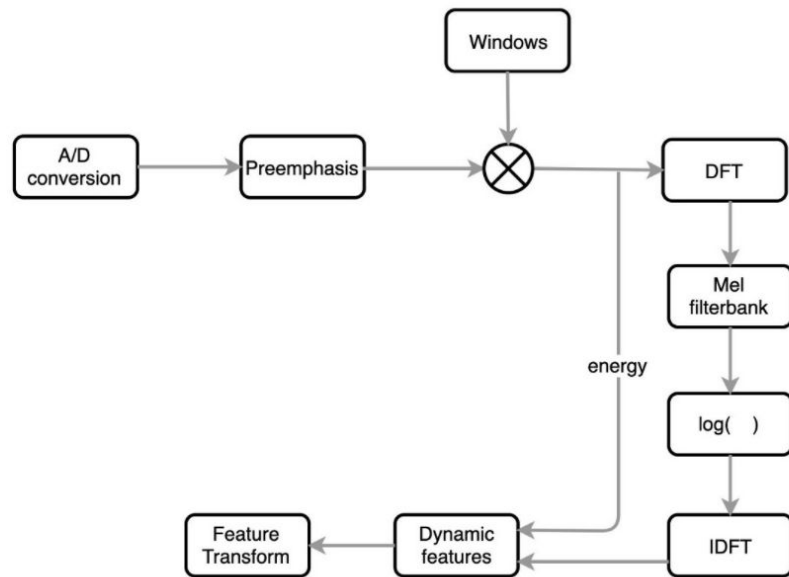 Windows
A/D
conversion
Preemphasis
DFT
Mel
filterbank
energy
log( )
Feature
Transform
Dynamic
features
IDFT